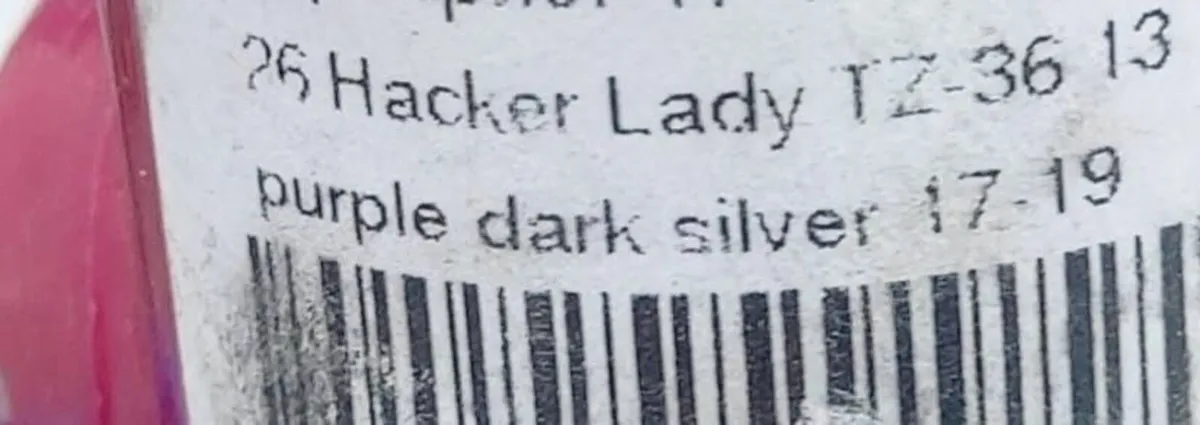 26 Hacker Lady TZ-36 13
purple dark silver 17-19